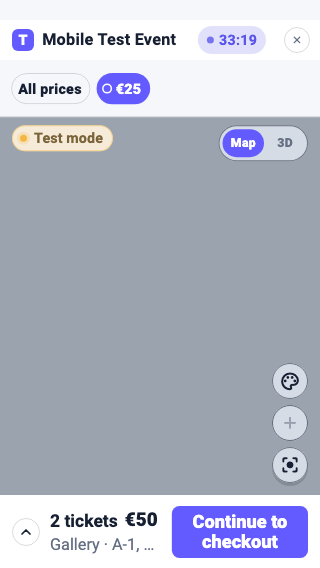 T Mobile Test Event 33:19
All prices €25
Test mode
Map 3D
2 tickets €50
Gallery · A-1, ...
Continue to
checkout